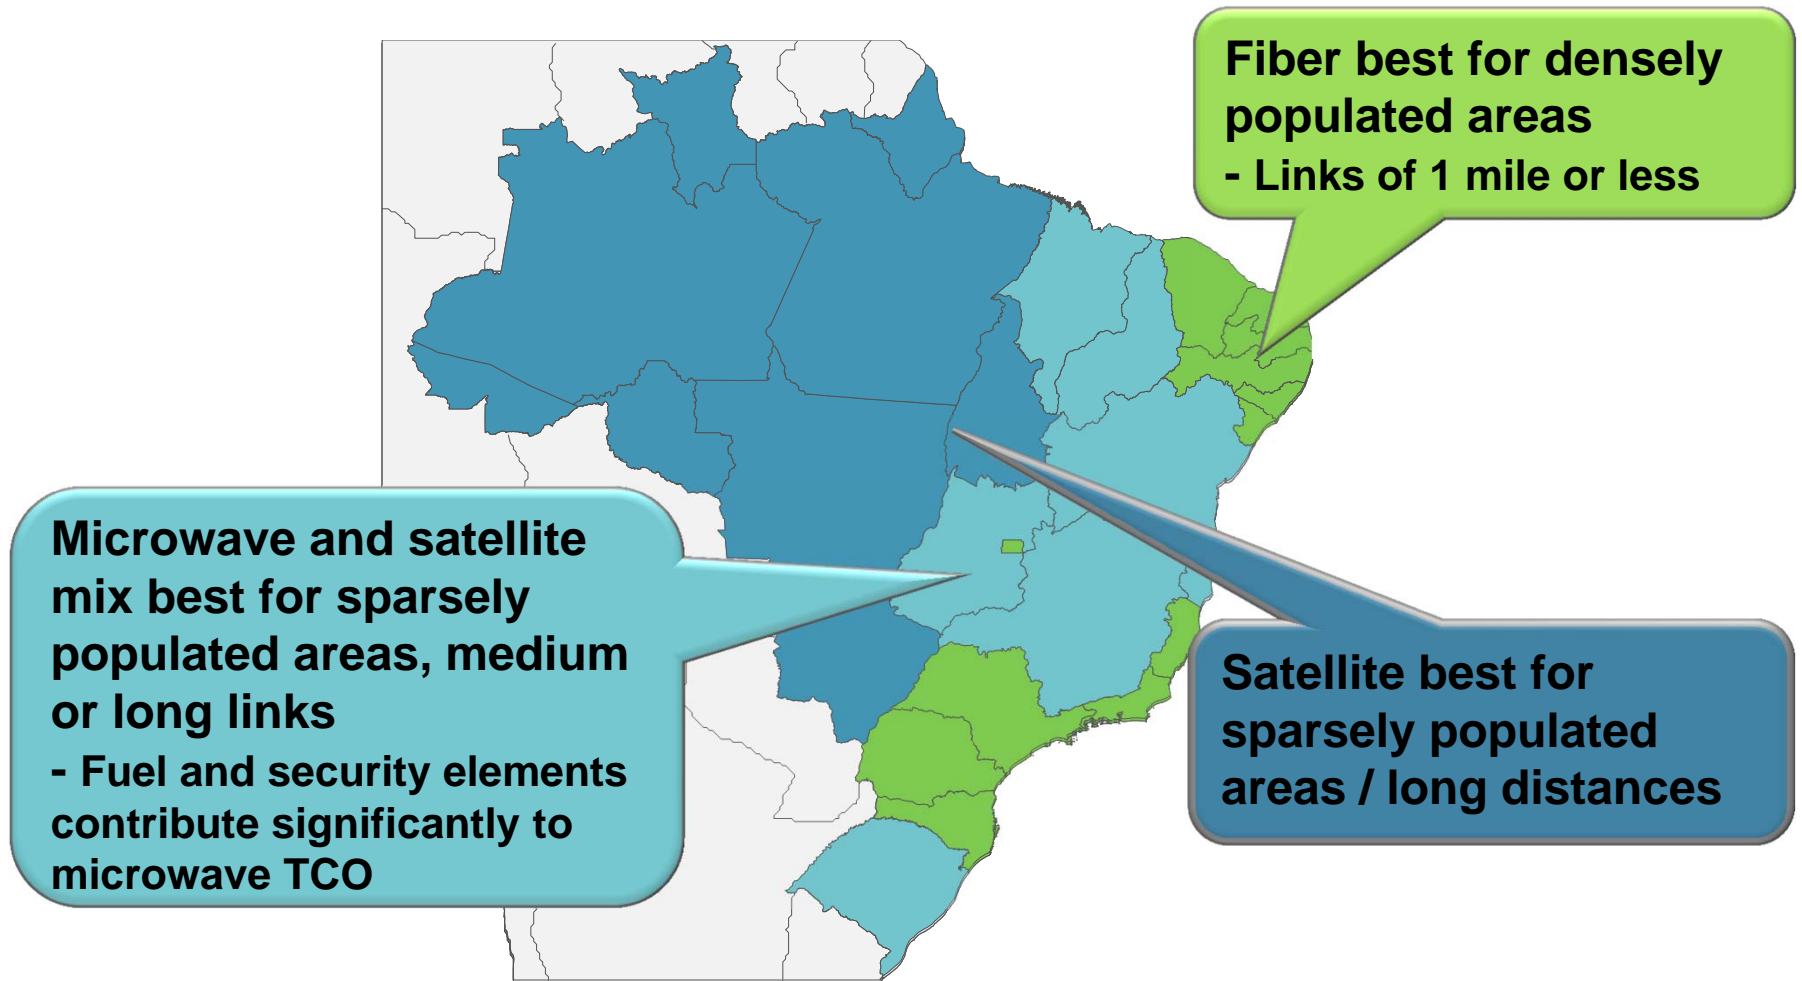 Fiber best for densely
populated areas
- Links of 1 mile or less
Microwave and satellite
mix best for sparsely
populated areas, medium
or long links
- Fuel and security elements
contribute significantly to
microwave TCO
Satellite best for
sparsely populated
areas / long distances